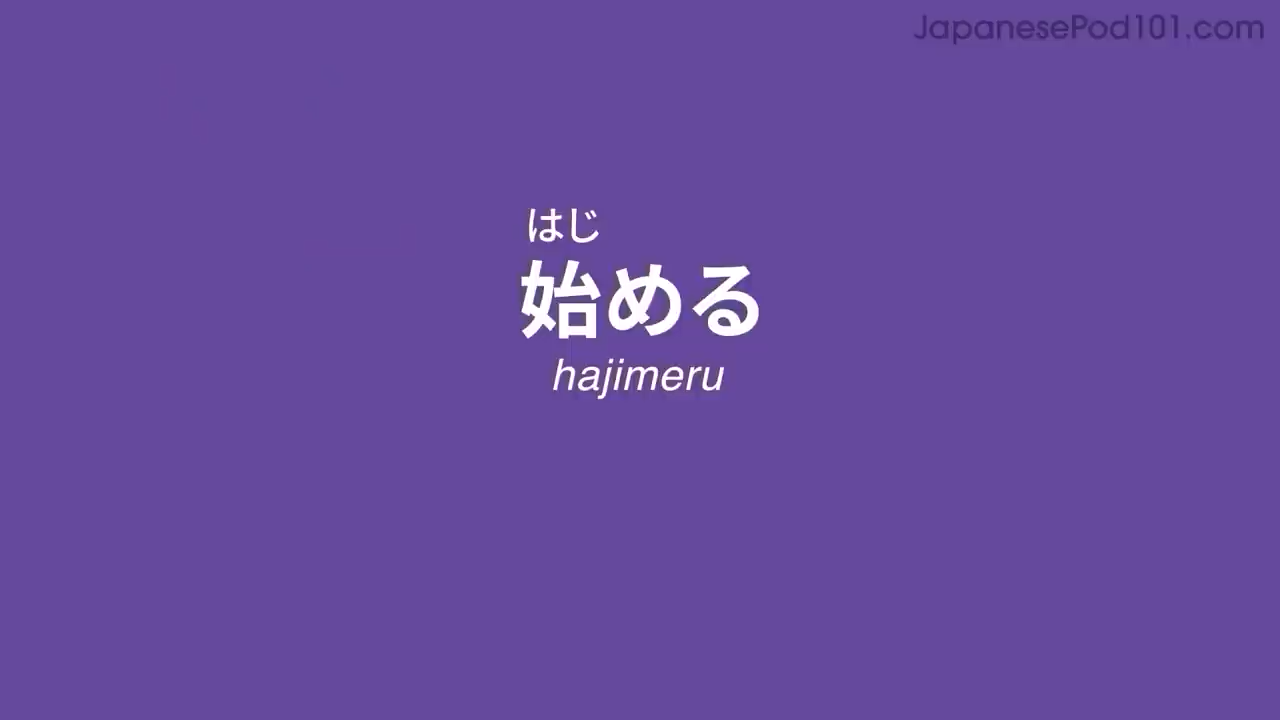 JapanesePod101.com
はじ
始める
hajimeru